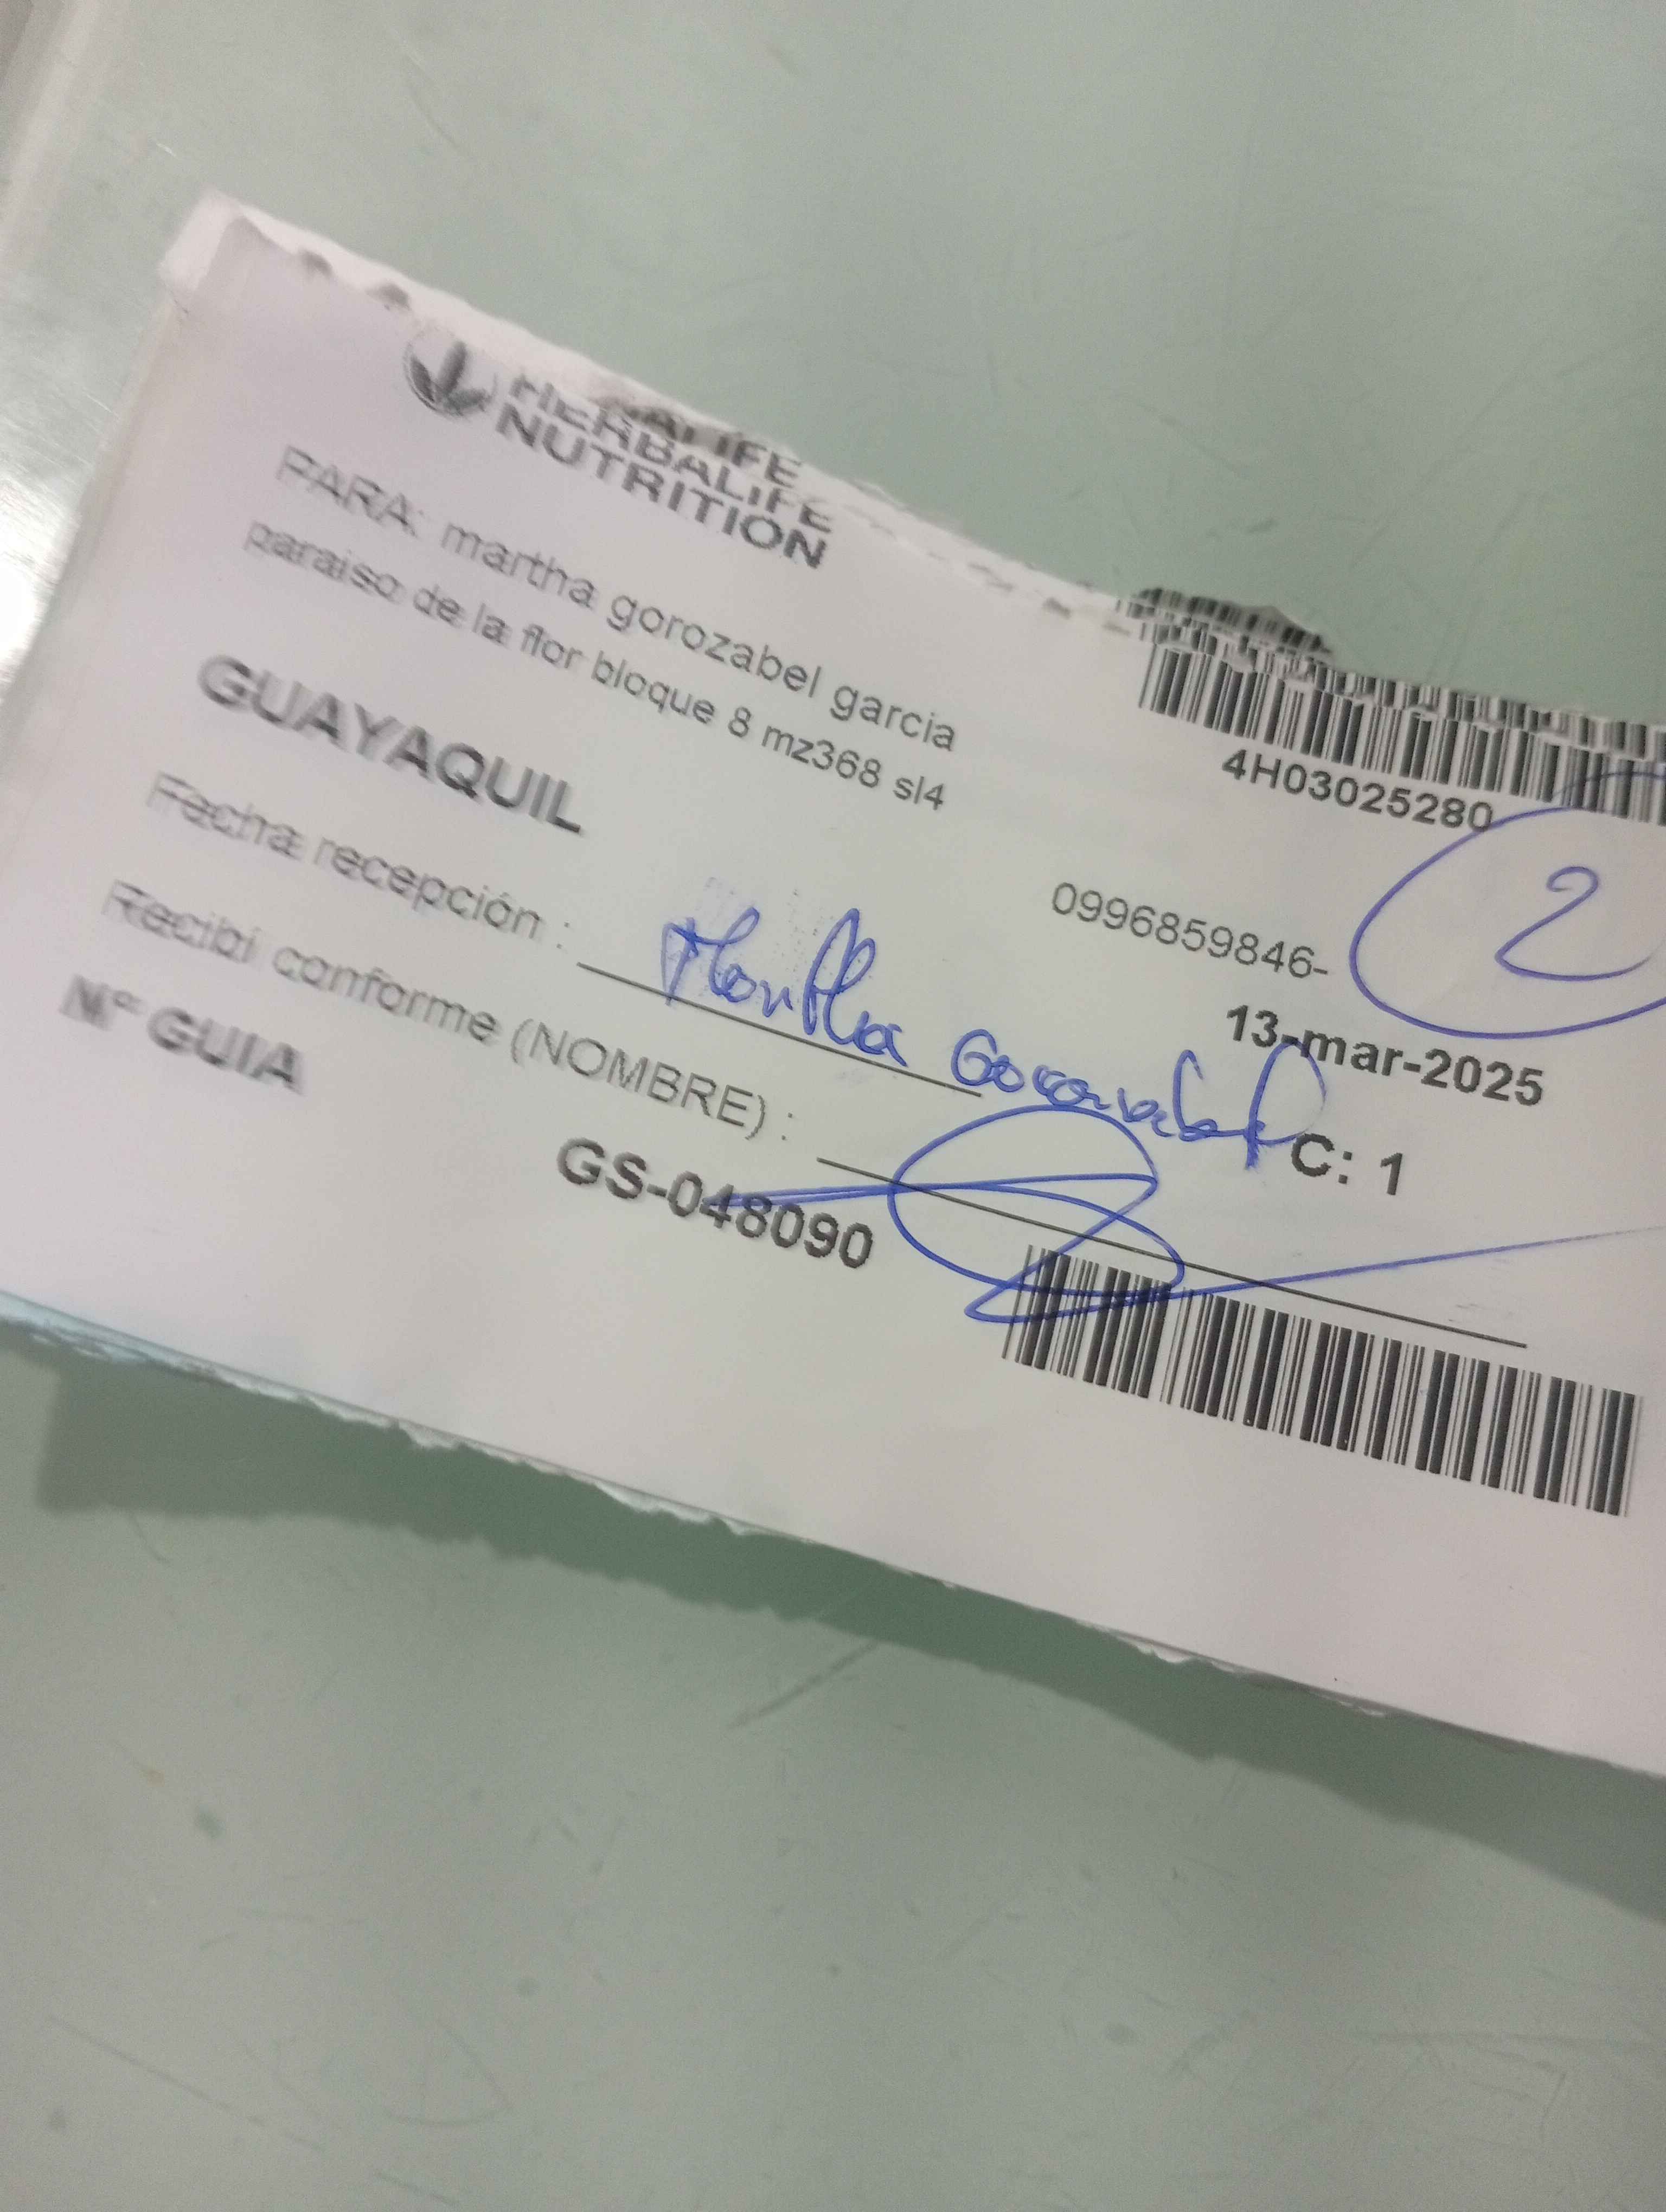 HERBALIFE
NUTRITION
PARA: martha gorozabel garcia
paraiso de la flor bloque 8 mz368 sl4
4H03025280
GUAYAQUIL
0996859846-
2
Fecha recepción :
13-mar-2025
Martha Gorozabel
Recibí conforme (NOMBRE) :
C: 1
Nº GUIA
GS-048090